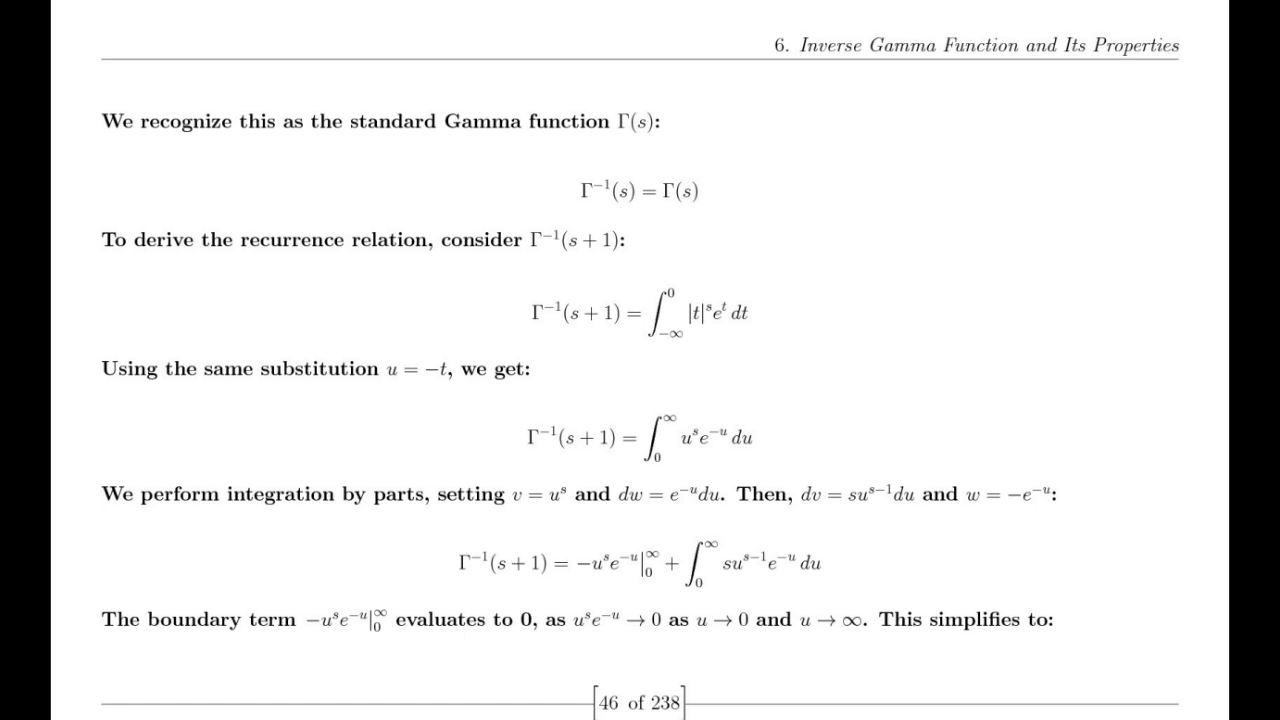 6. Inverse Gamma Function and Its Properties
We recognize this as the standard Gamma function Γ(s):
Γ⁻¹(s) = Γ(s)
To derive the recurrence relation, consider Γ⁻¹(s + 1):
Γ⁻¹(s + 1) = ∫_{-∞}^{0} |t|^s e^t dt
Using the same substitution u = −t, we get:
Γ⁻¹(s + 1) = ∫_{0}^{∞} u^s e^{-u} du
We perform integration by parts, setting v = u^s and dw = e^{-u}du. Then, dv = su^{s-1}du and w = −e^{-u}:
Γ⁻¹(s + 1) = −u^s e^{-u}|_{0}^{∞} + ∫_{0}^{∞} su^{s-1}e^{-u} du
The boundary term −u^s e^{-u}|_{0}^{∞} evaluates to 0, as u^s e^{-u} → 0 as u → 0 and u → ∞. This simplifies to:
46 of 238